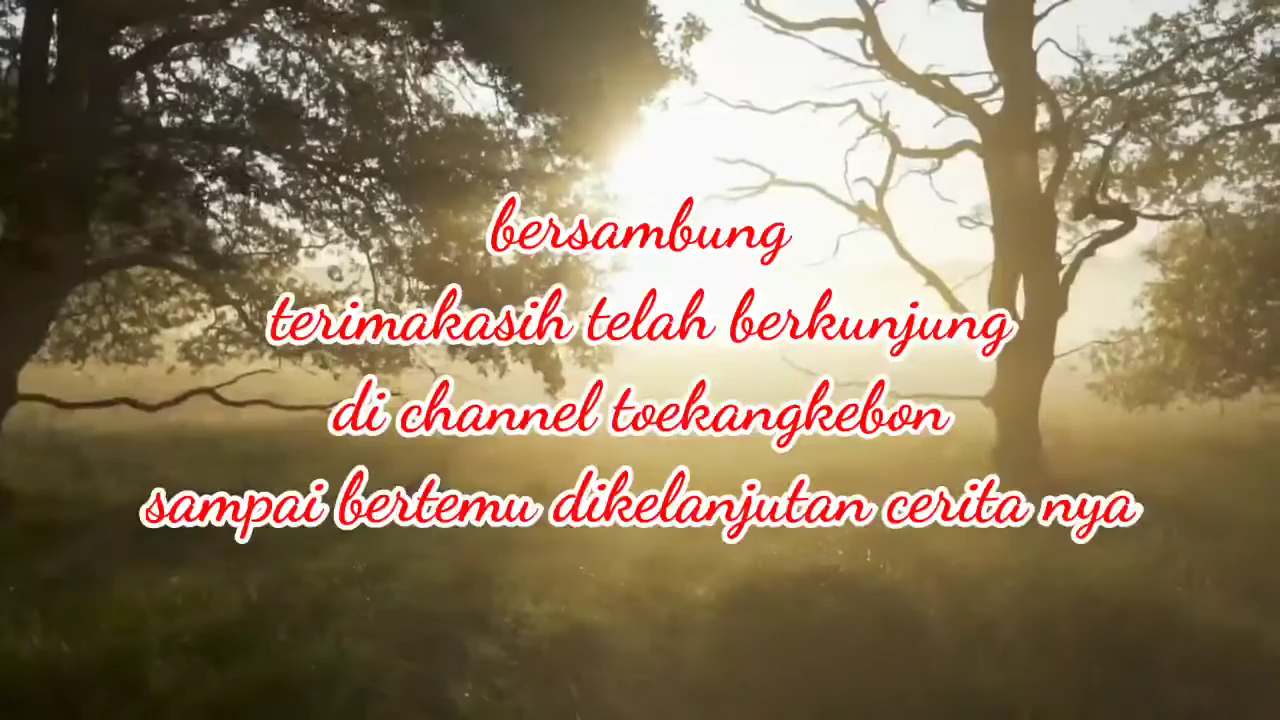 bersambung
terimakasih telah berkunjung
di channel toekangkebon
sampai bertemu dikelanjutan cerita nya